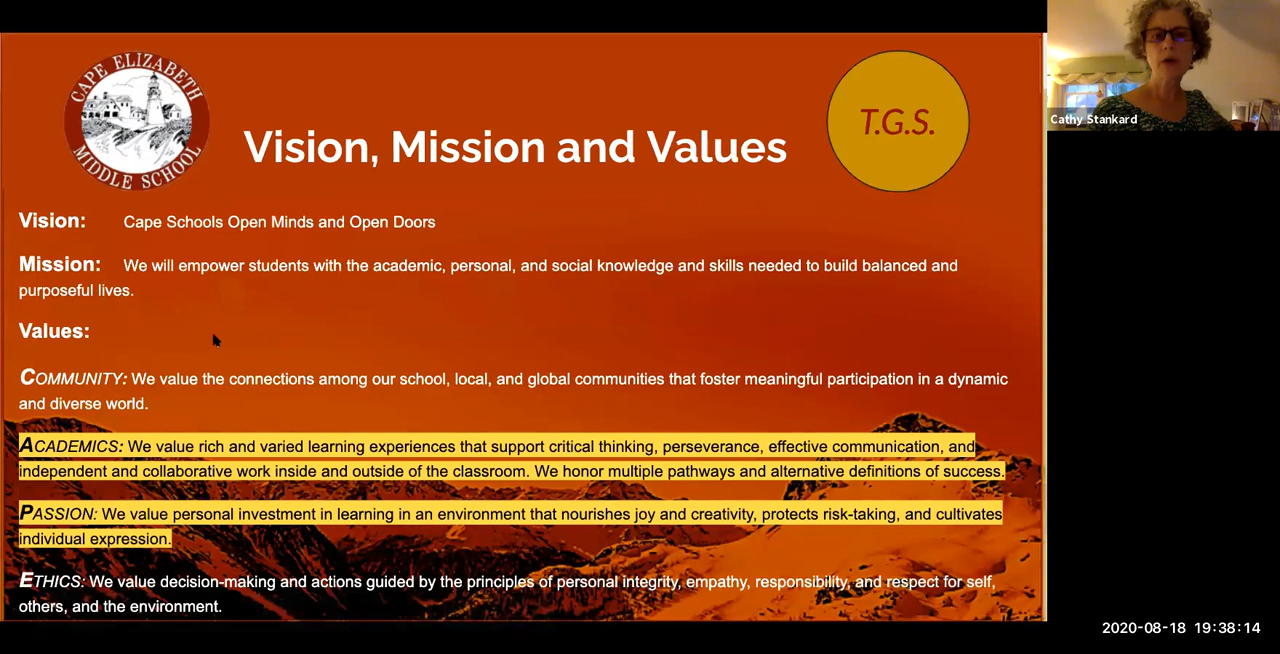 CAPE ELIZABETH
MIDDLE SCHOOL
T.G.S.
Vision, Mission and Values
Cathy Stankard
Vision: Cape Schools Open Minds and Open Doors
Mission: We will empower students with the academic, personal, and social knowledge and skills needed to build balanced and
purposeful lives.
Values:
COMMUNITY: We value the connections among our school, local, and global communities that foster meaningful participation in a dynamic
and diverse world.
ACADEMICS: We value rich and varied learning experiences that support critical thinking, perseverance, effective communication, and
independent and collaborative work inside and outside of the classroom. We honor multiple pathways and alternative definitions of success.
PASSION: We value personal investment in learning in an environment that nourishes joy and creativity, protects risk-taking, and cultivates
individual expression.
ETHICS: We value decision-making and actions guided by the principles of personal integrity, empathy, responsibility, and respect for self,
others, and the environment.
2020-08-18 19:38:14